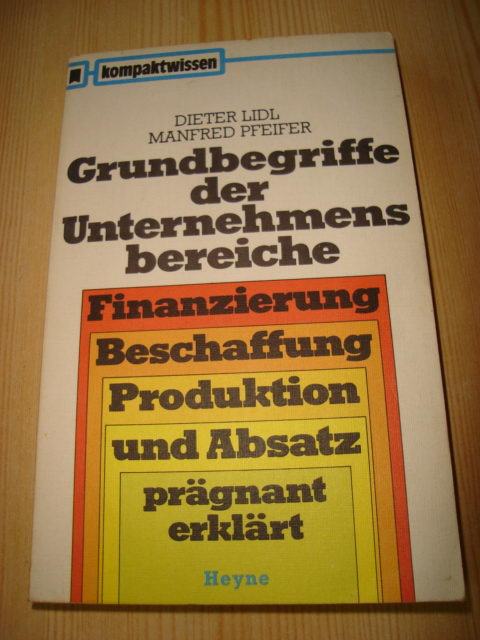 kompaktwissen
DIETER LIDL
MANFRED PFEIFER
Grundbegriffe
der
Unternehmens
bereiche
Finanzierung
Beschaffung
Produktion
und Absatz
prägnant
erklärt
Heyne